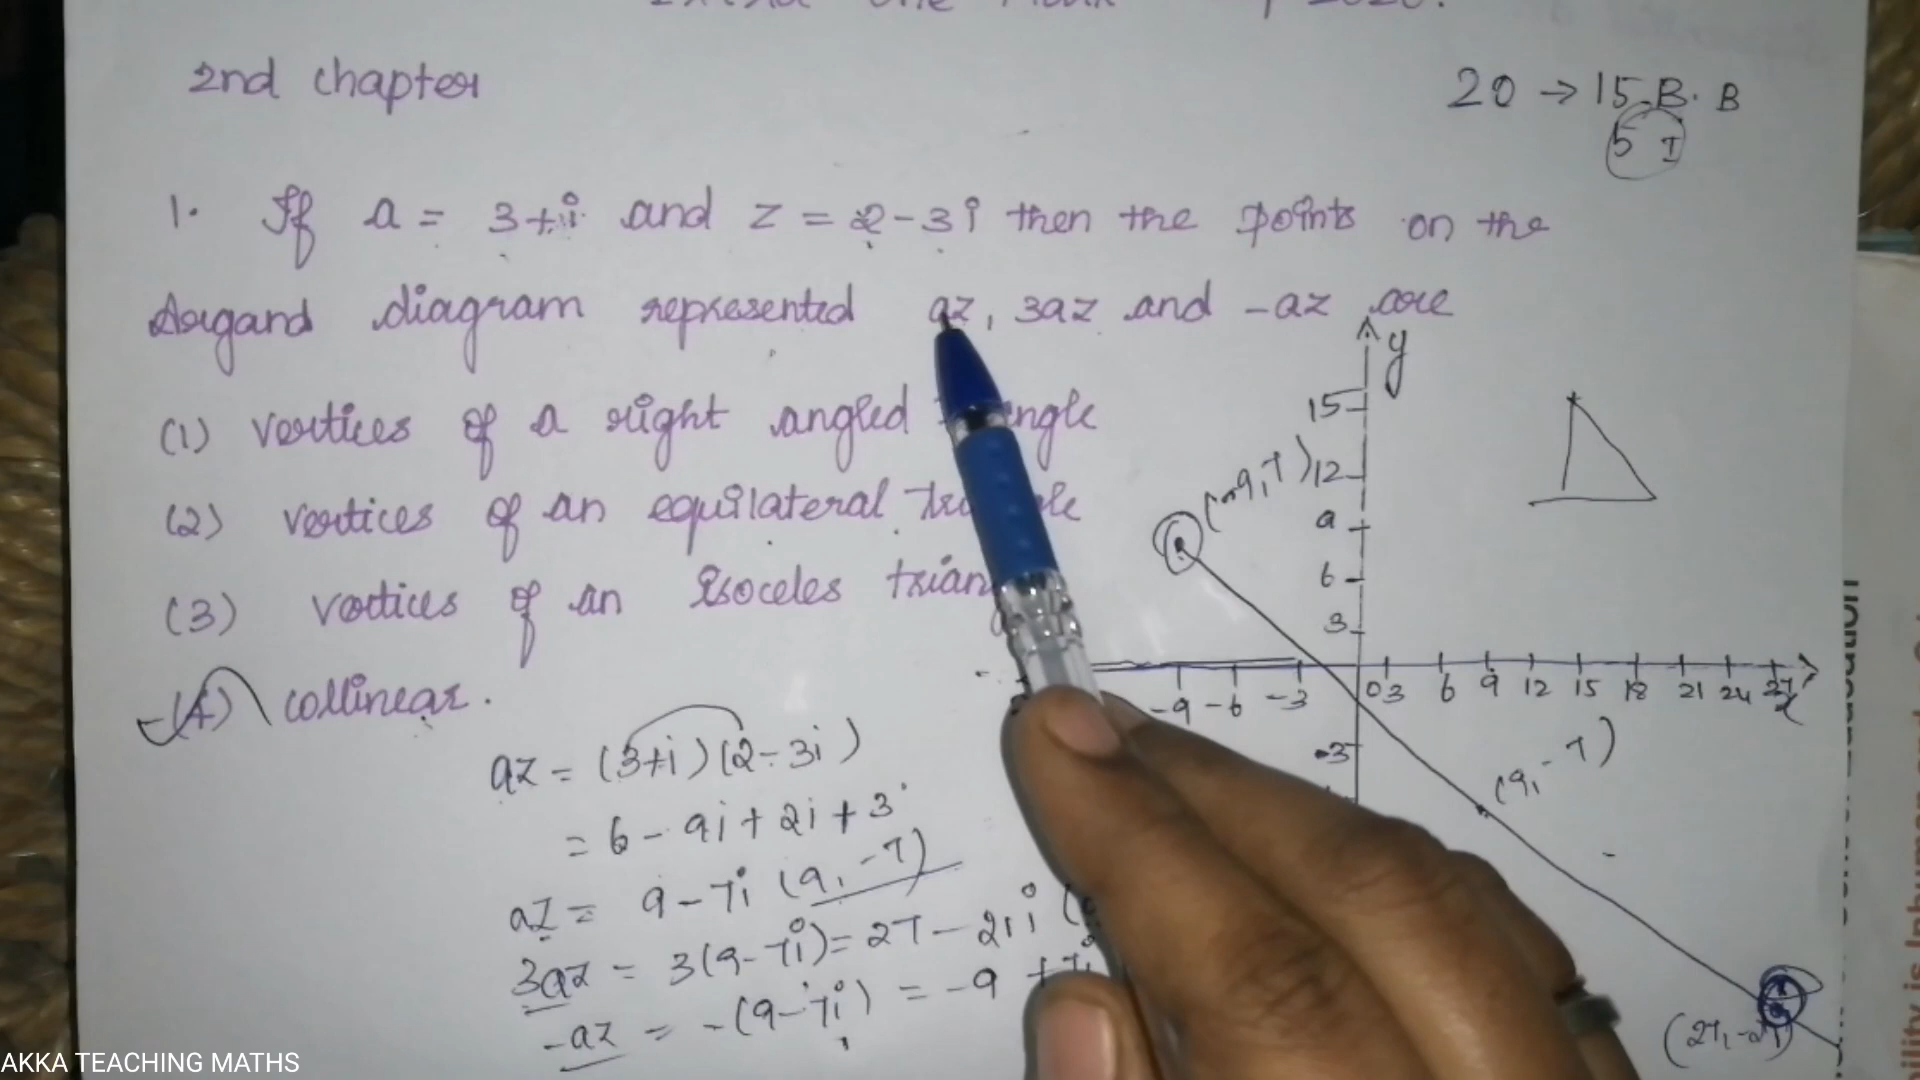 2nd chapter
20 → 15 B. B
5 I
1. If a = 3+i and z = 2-3i then the points on the
Argand diagram represented az, 3az and -az are
(1) vertices of a right angled
(2) vertices of an equilateral
(3) vertices of an isoceles
(4) collinear.
az = (3+i)(2-3i)
= 6-9i+2i+3
az = 9-7i (9,-7)
3az = 3(9-7i)=27-21i
-az = -(9-7i) = -9 +7i
y
15
12
9
6
3
(-9,7)
-9 -6 -3 0 3 6 9 12 15 18 21 24 27
x
-3
(9,-7)
(27,-21)
AKKA TEACHING MATHS